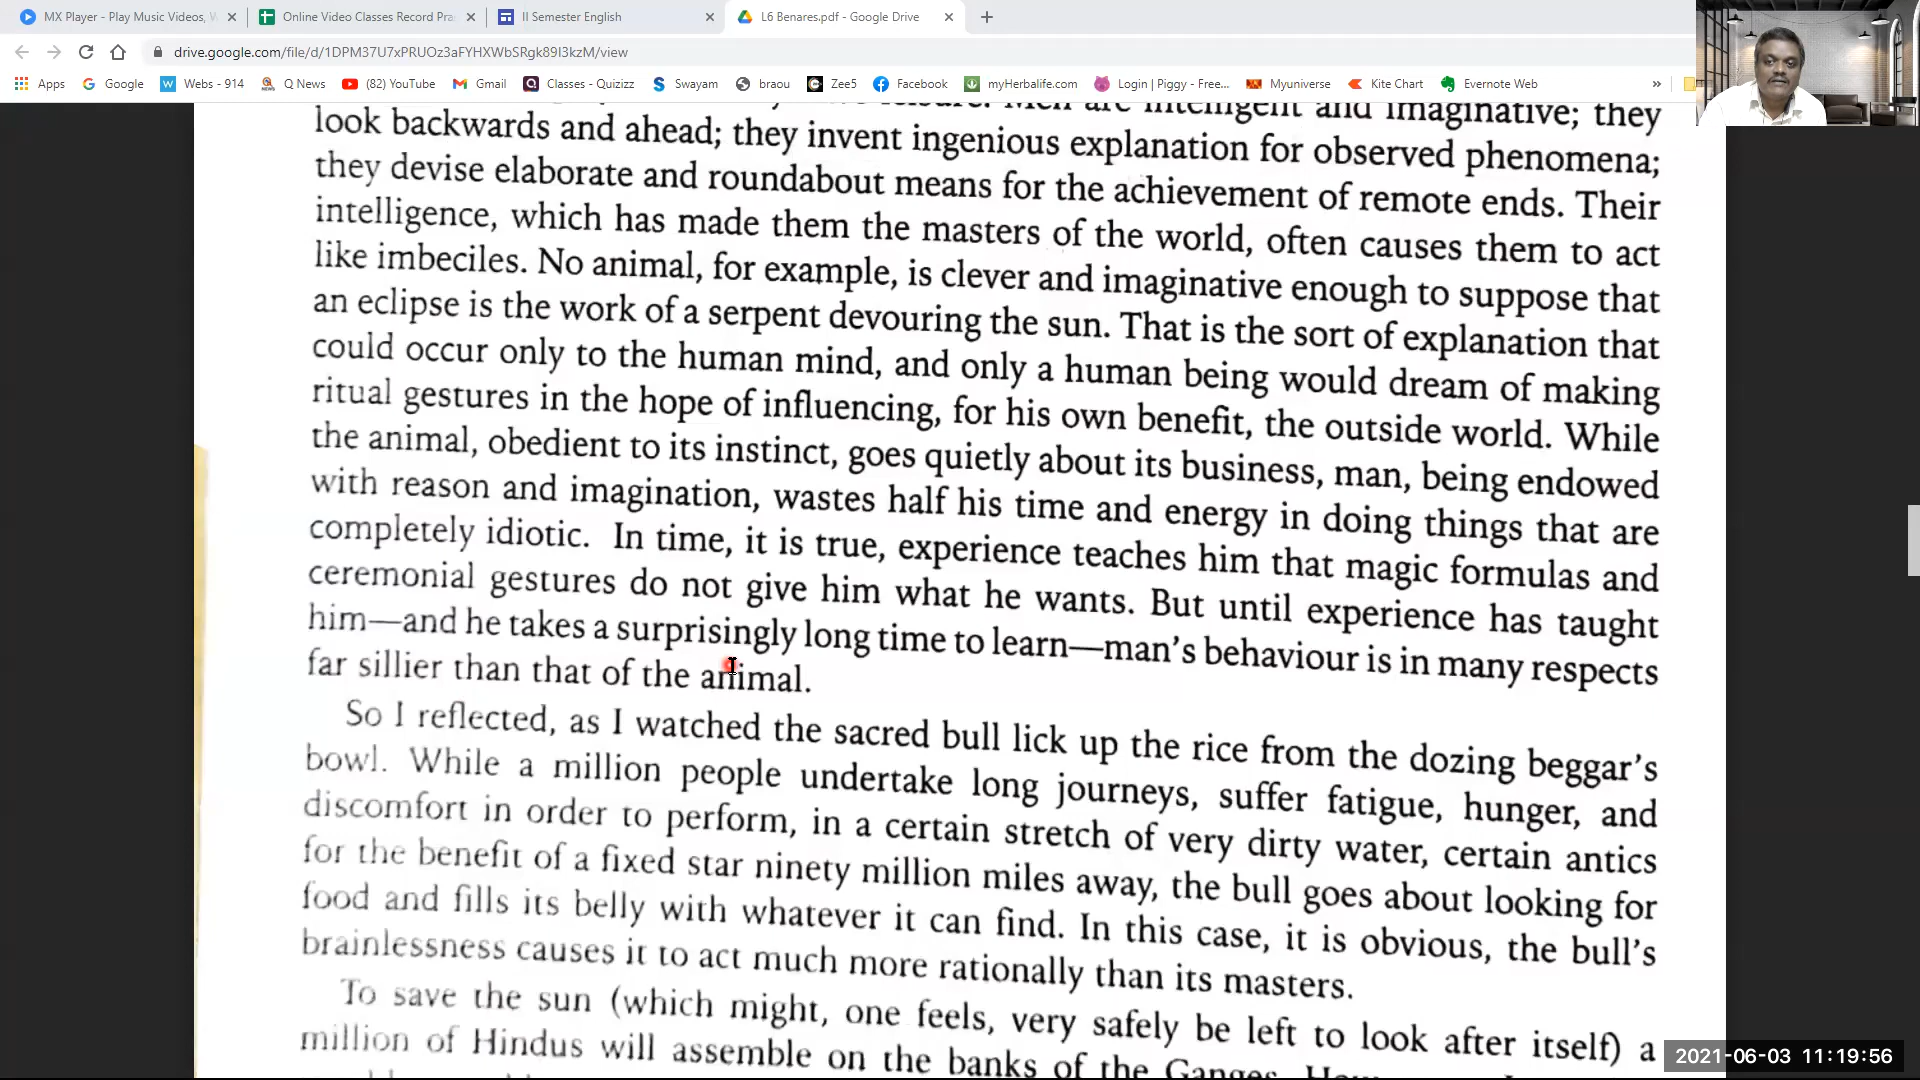 MX Player - Play Music Videos, W
Online Video Classes Record Pra
II Semester English
L6 Benares.pdf - Google Drive
drive.google.com/file/d/1DPM37U7xPRUOz3aFYHXWbSRgk89I3kzM/view
Apps
Google
Webs - 914
Q News
(82) YouTube
Gmail
Classes - Quizizz
Swayam
braou
Zee5
Facebook
myHerbalife.com
Login | Piggy - Free...
Myuniverse
Kite Chart
Evernote Web
leisure. Men are intelligent and imaginative; they
look backwards and ahead; they invent ingenious explanation for observed phenomena;
they devise elaborate and roundabout means for the achievement of remote ends. Their
intelligence, which has made them the masters of the world, often causes them to act
like imbeciles. No animal, for example, is clever and imaginative enough to suppose that
an eclipse is the work of a serpent devouring the sun. That is the sort of explanation that
could occur only to the human mind, and only a human being would dream of making
ritual gestures in the hope of influencing, for his own benefit, the outside world. While
the animal, obedient to its instinct, goes quietly about its business, man, being endowed
with reason and imagination, wastes half his time and energy in doing things that are
completely idiotic. In time, it is true, experience teaches him that magic formulas and
ceremonial gestures do not give him what he wants. But until experience has taught
him—and he takes a surprisingly long time to learn—man's behaviour is in many respects
far sillier than that of the animal.
So I reflected, as I watched the sacred bull lick up the rice from the dozing beggar's
bowl. While a million people undertake long journeys, suffer fatigue, hunger, and
discomfort in order to perform, in a certain stretch of very dirty water, certain antics
for the benefit of a fixed star ninety million miles away, the bull goes about looking for
food and fills its belly with whatever it can find. In this case, it is obvious, the bull's
brainlessness causes it to act much more rationally than its masters.
To save the sun (which might, one feels, very safely be left to look after itself) a
million of Hindus will assemble on the banks of the Ganges.
2021-06-03 11:19:56